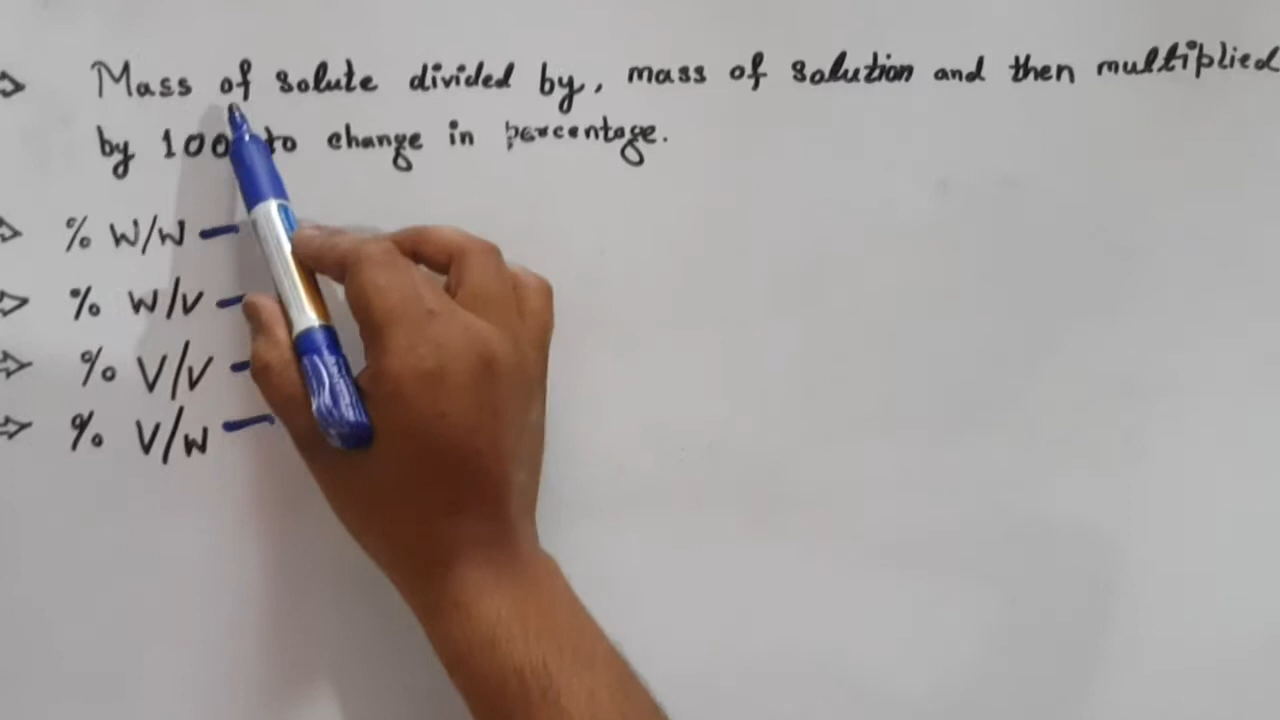 Mass of solute divided by, mass of solution and then multiplied
by 100 to change in percentage.
% W/W -
% W/V -
% V/V -
% V/W -